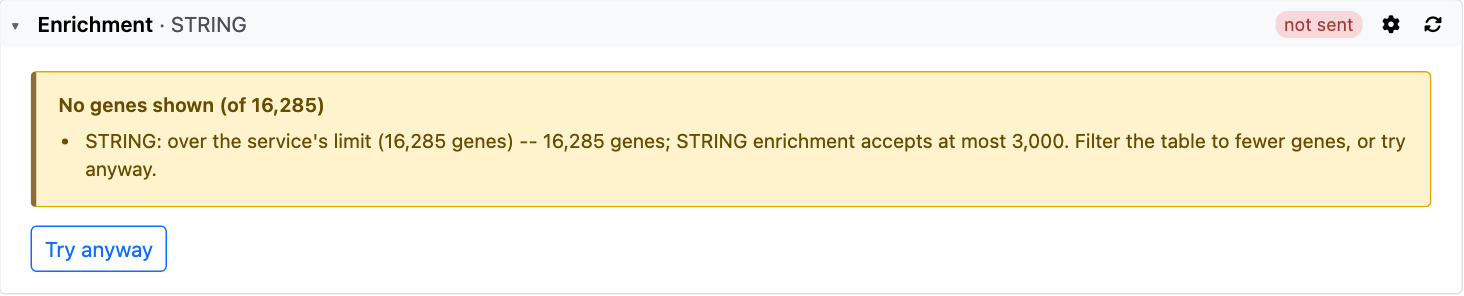 ▾ Enrichment · STRING not sent
No genes shown (of 16,285)
• STRING: over the service's limit (16,285 genes) -- 16,285 genes; STRING enrichment accepts at most 3,000. Filter the table to fewer genes, or try
anyway.
Try anyway